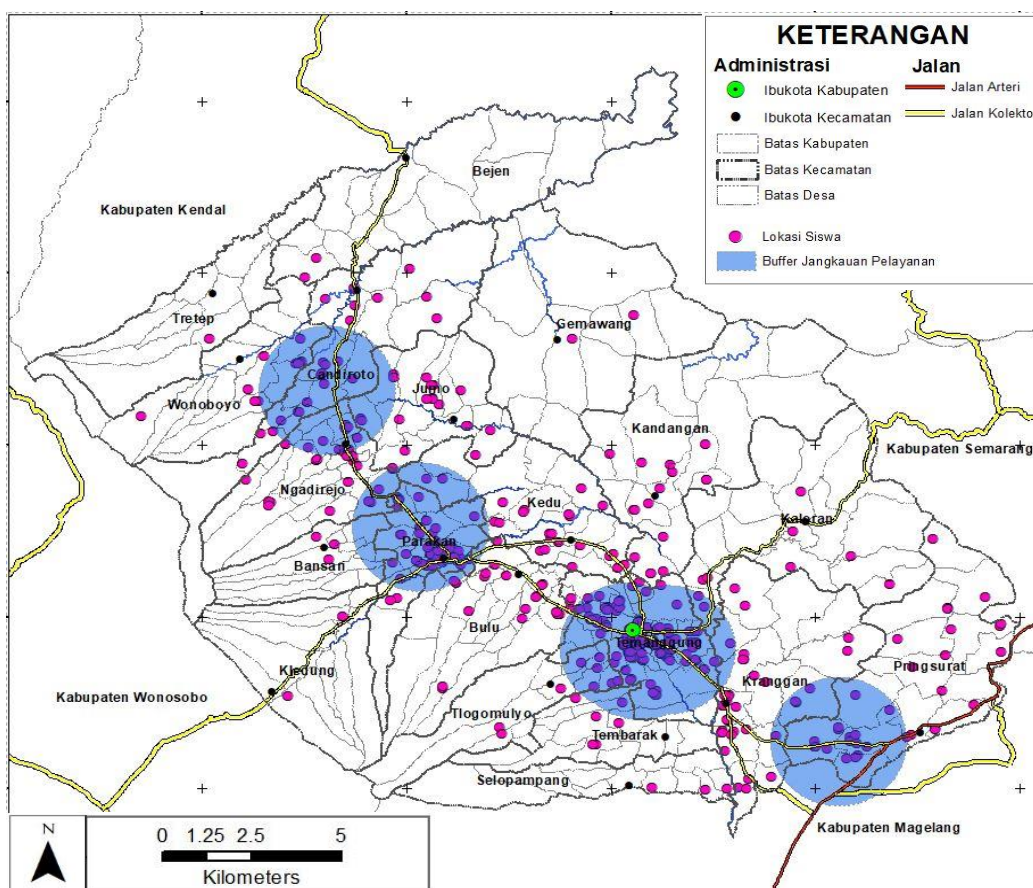 KETERANGAN
Administrasi
Jalan
Ibukota Kabupaten
Jalan Arteri
Ibukota Kecamatan
Jalan Kolekto
Batas Kabupaten
Batas Kecamatan
Batas Desa
Lokasi Siswa
Buffer Jangkauan Pelayanan
Bejen
Kabupaten Kendal
Tretep
Gemawang
Candiroto
Jumo
Wonoboyo
Kandangan
Kabupaten Semarang
Ngadirejo
Kedu
Kaloran
Parakan
Bansari
Bulu
Temanggung
Kledung
Pringsurat
Kranggan
Kabupaten Wonosobo
Tlogomulyo
Tembarak
Selopampang
Kabupaten Magelang
N
0 1.25 2.5 5
Kilometers